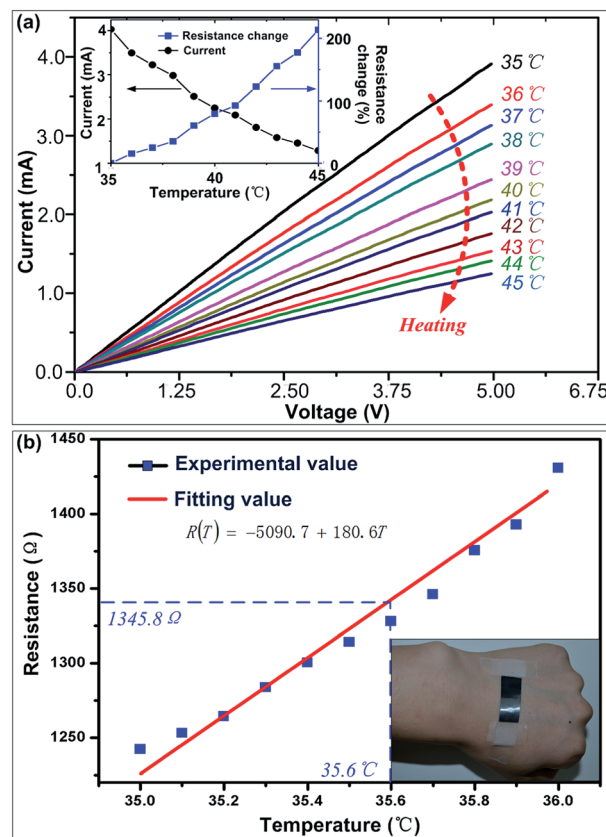 (a)
Resistance change
Current
Current (mA)
4
3
2
1
35
40
45
Temperature (℃)
200
100
0
Resistance
change (%)
35℃
36℃
37℃
38℃
39℃
40℃
41℃
42℃
43℃
44℃
45℃
Heating
Current (mA)
4.0
3.0
2.0
1.0
0.0
0.0
1.25
2.50
3.75
5.00
6.75
Voltage (V)
(b)
Experimental value
Fitting value
R(T) = -5090.7 + 180.6T
1345.8 Ω
35.6℃
Resistance (Ω)
1450
1400
1350
1300
1250
35.0
35.2
35.4
35.6
35.8
36.0
Temperature (℃)